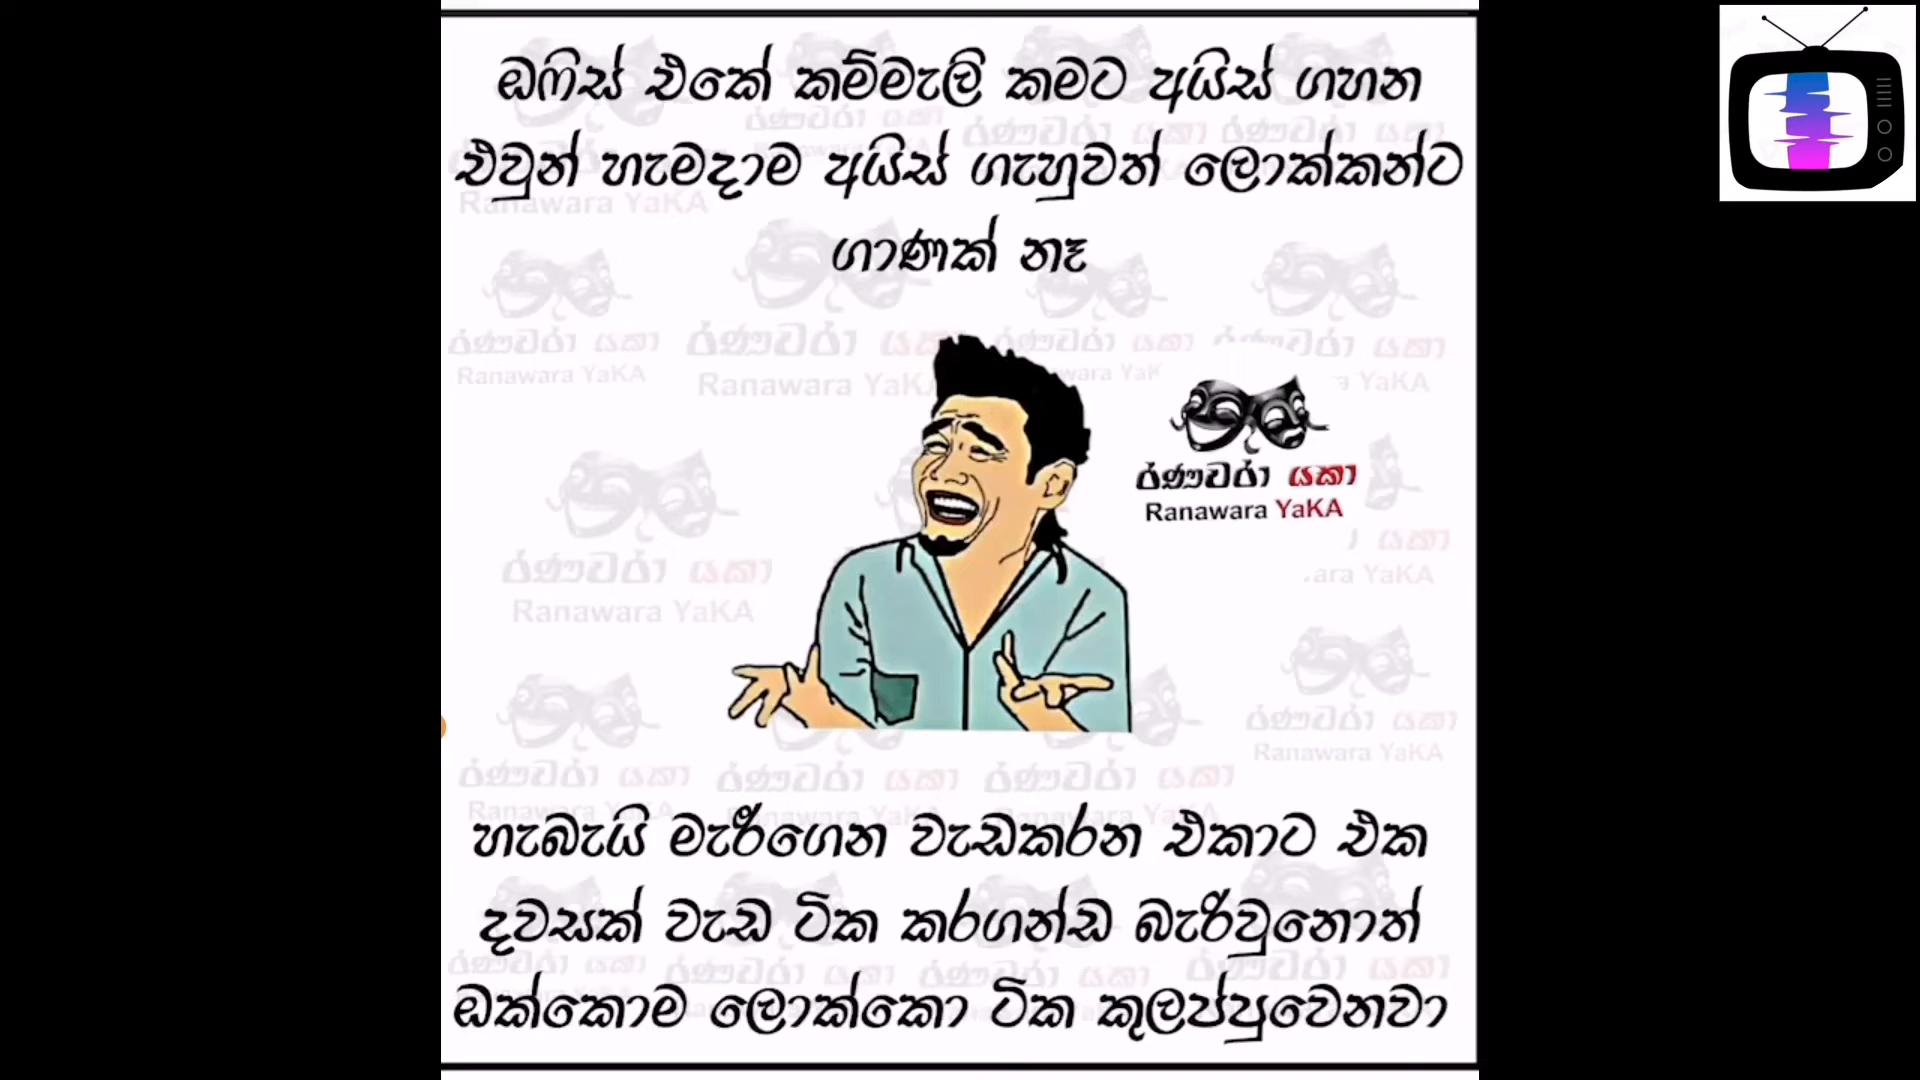 ඔෆිස් එකේ කම්මැලි කමට අයිස් ගහන
එවුන් හැමදාම අයිස් ගැහුවත් ලොක්කන්ට
ගාණක් නෑ
රණවරා යකා
Ranawara YaKA
හැබැයි මැරීගෙන වැඩකරන එකාට එක
දවසක් වැඩ ටික කරගන්ඩ බැරිවුනොත්
ඔක්කොම ලොක්කො ටික කුලප්පුවෙනවා